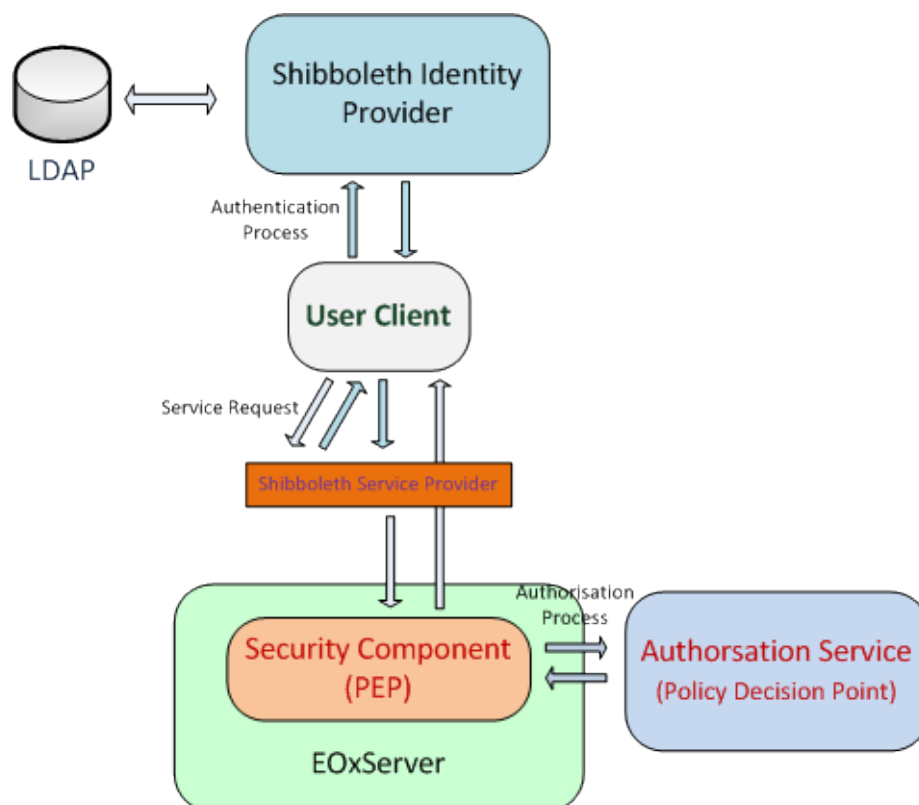 Shibboleth Identity
Provider
LDAP
Authentication
Process
User Client
Service Request
Shibboleth Service Provider
Authorisation
Process
Security Component
(PEP)
Authorsation Service
(Policy Decision Point)
EOxServer